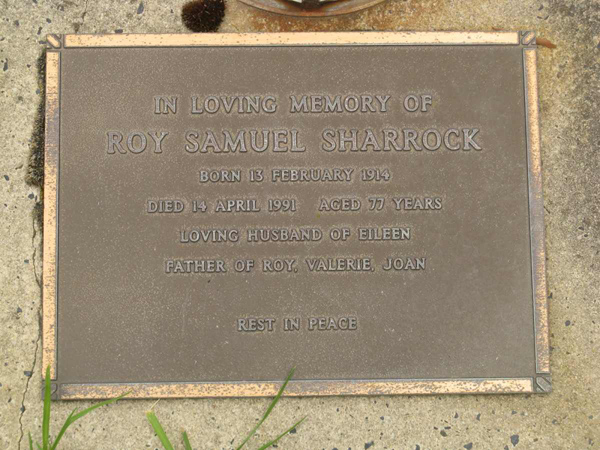 IN LOVING MEMORY OF
ROY SAMUEL SHARROCK
BORN 13 FEBRUARY 1914
DIED 14 APRIL 1991 AGED 77 YEARS
LOVING HUSBAND OF EILEEN
FATHER OF ROY, VALERIE, JOAN
REST IN PEACE